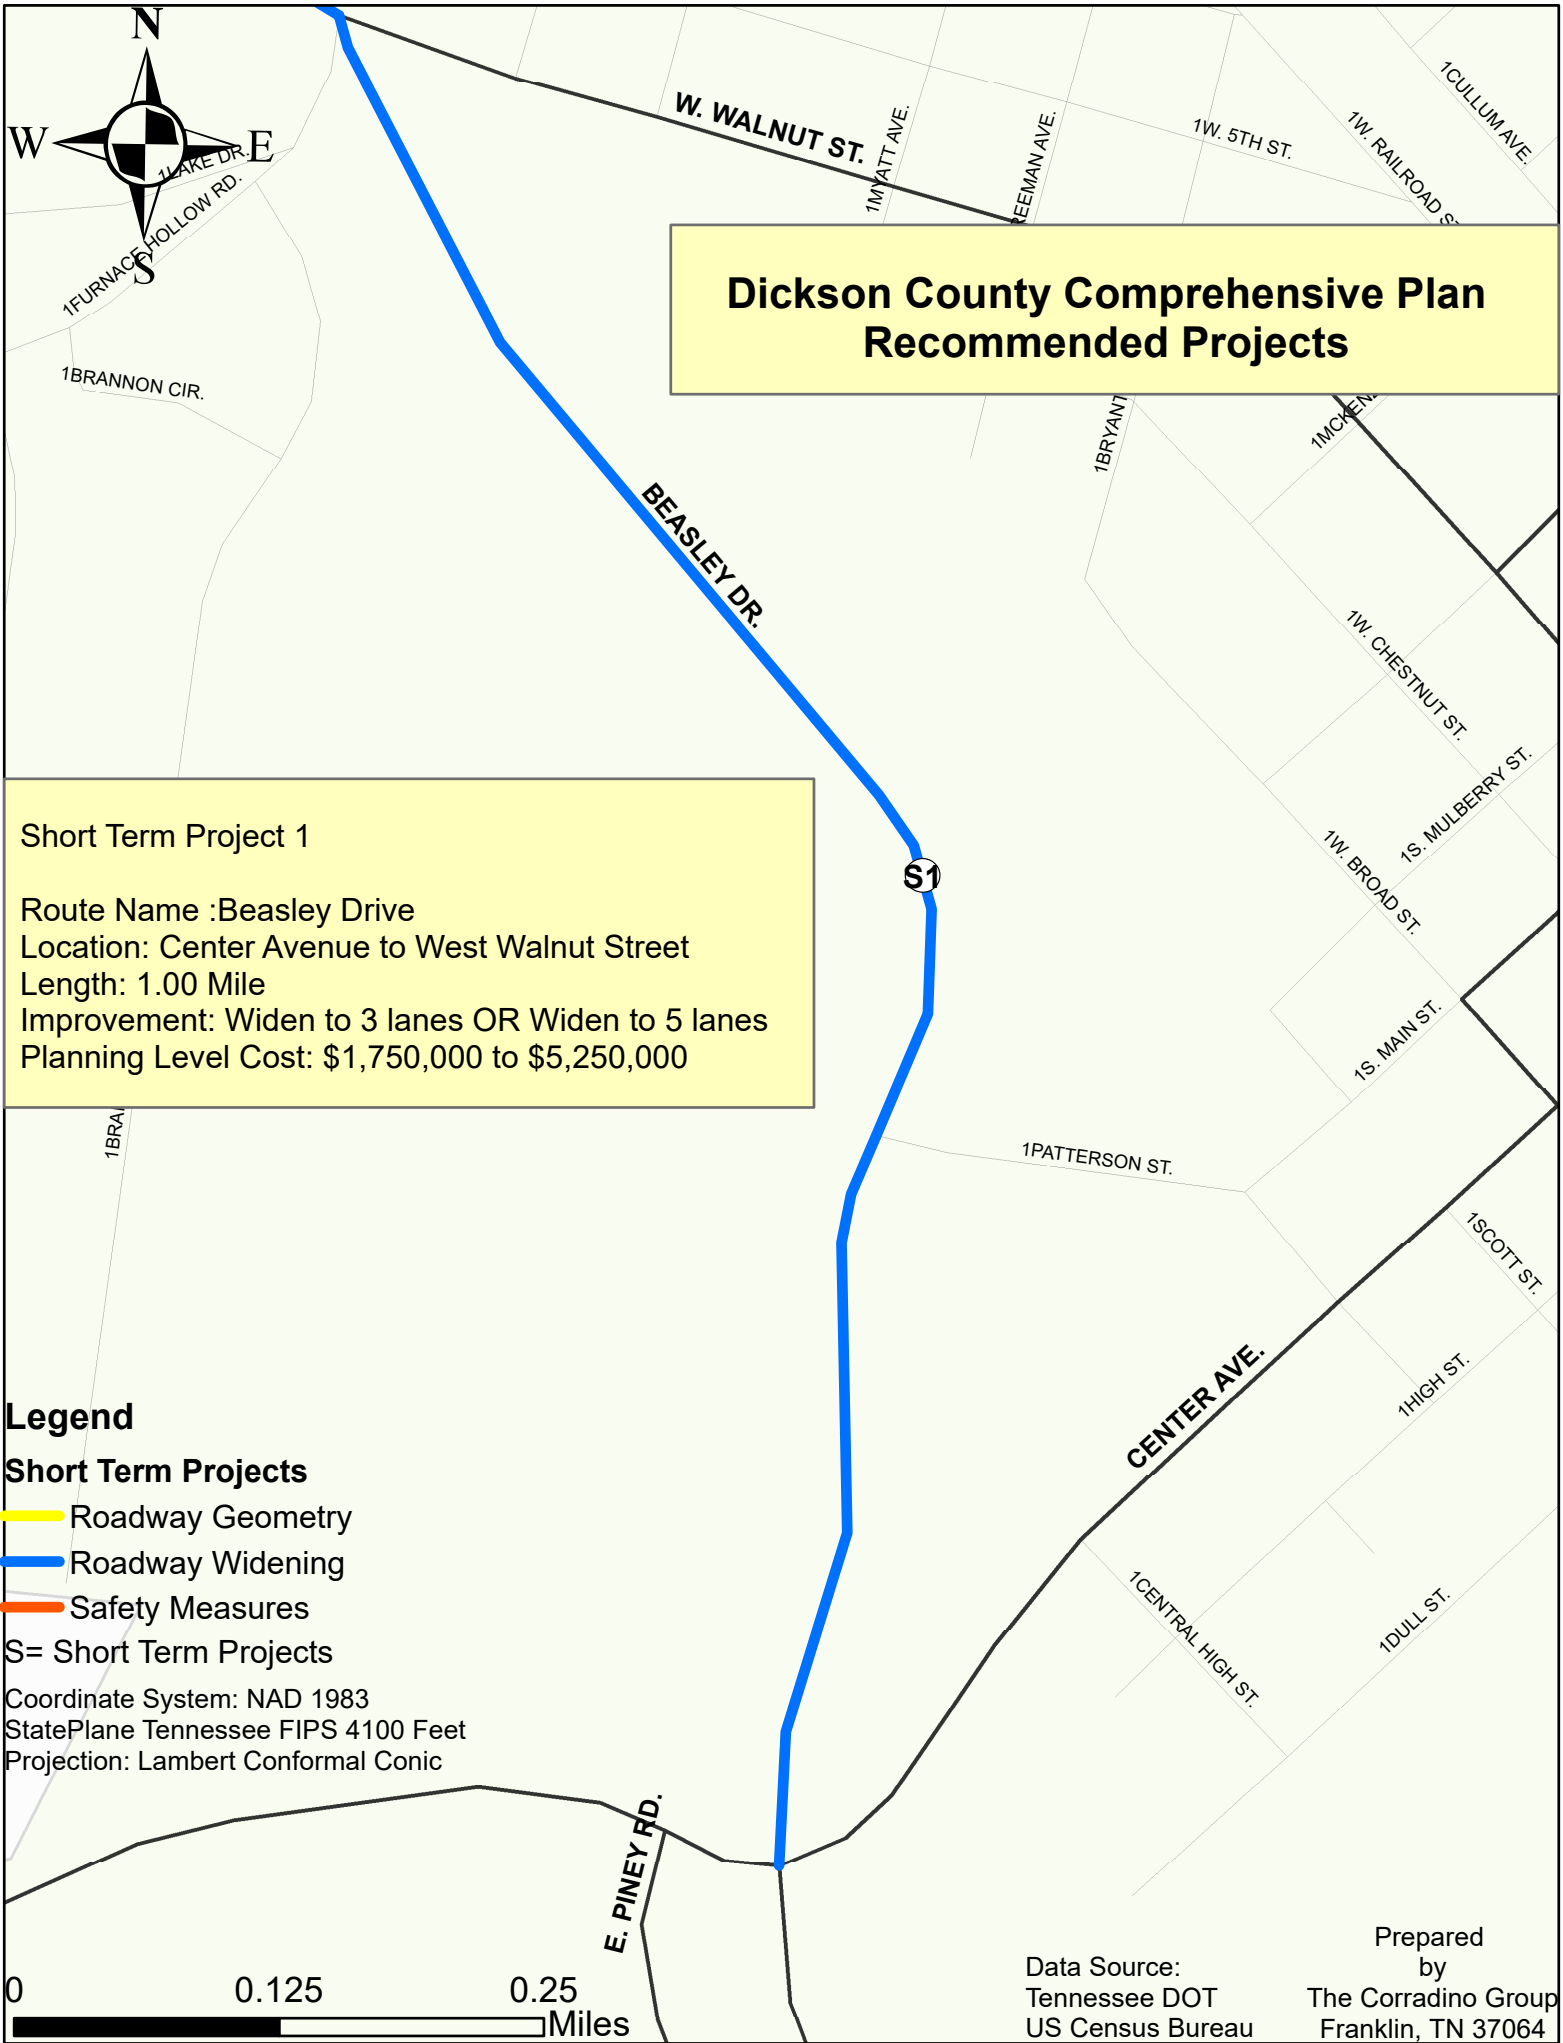 N
W
E
S
1LAKE DR.
1FURNACE HOLLOW RD.
1BRANNON CIR.
W. WALNUT ST.
1MYATT AVE.
REEMAN AVE.
1W. 5TH ST.
1W. RAILROAD S
1CULLUM AVE.
Dickson County Comprehensive Plan
Recommended Projects
1BRYANT
1MCKEN
BEASLEY DR.
1W. CHESTNUT ST.
1S. MULBERRY ST.
1W. BROAD ST.
S1
Short Term Project 1
Route Name :Beasley Drive
Location: Center Avenue to West Walnut Street
Length: 1.00 Mile
Improvement: Widen to 3 lanes OR Widen to 5 lanes
Planning Level Cost: $1,750,000 to $5,250,000
1S. MAIN ST.
1BRA
1PATTERSON ST.
1SCOTT ST.
CENTER AVE.
1HIGH ST.
1CENTRAL HIGH ST.
1DULL ST.
Legend
Short Term Projects
Roadway Geometry
Roadway Widening
Safety Measures
S= Short Term Projects
Coordinate System: NAD 1983
StatePlane Tennessee FIPS 4100 Feet
Projection: Lambert Conformal Conic
E. PINEY RD.
0 0.125 0.25
Miles
Data Source:
Tennessee DOT
US Census Bureau
Prepared
by
The Corradino Group
Franklin, TN 37064